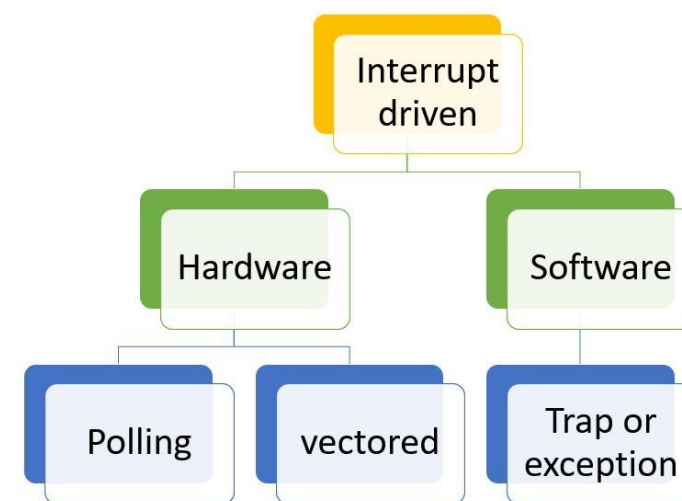 Interrupt
driven
Hardware
Software
Polling
vectored
Trap or
exception